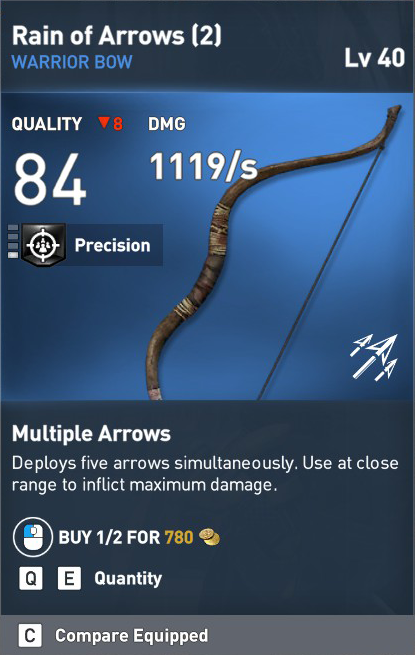 Rain of Arrows (2)
WARRIOR BOW
Lv 40
QUALITY ▼8 DMG
84 1119/s
Precision
Multiple Arrows
Deploys five arrows simultaneously. Use at close
range to inflict maximum damage.
BUY 1/2 FOR 780
Q E Quantity
C Compare Equipped